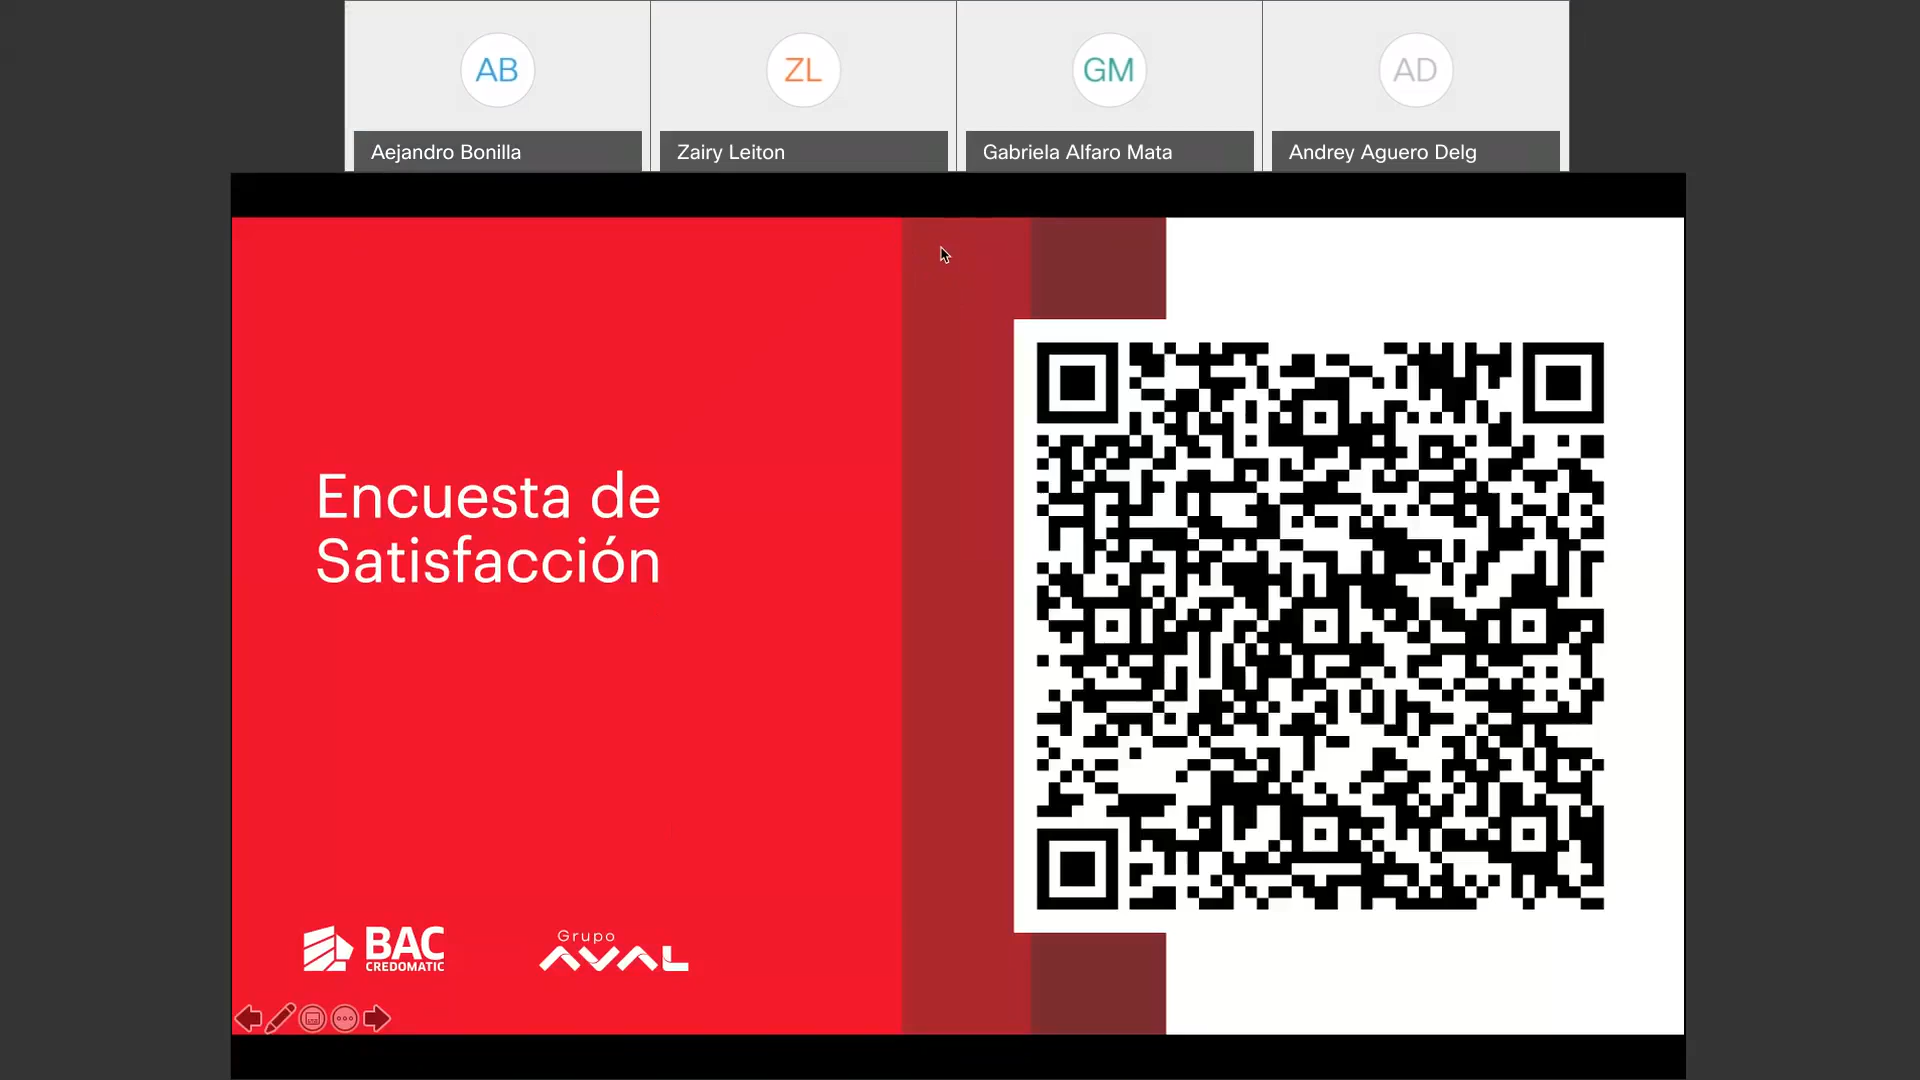 AB
ZL
GM
AD
Aejandro Bonilla
Zairy Leiton
Gabriela Alfaro Mata
Andrey Aguero Delg
Encuesta de
Satisfacción
BAC
CREDOMATIC
Grupo
AVAL